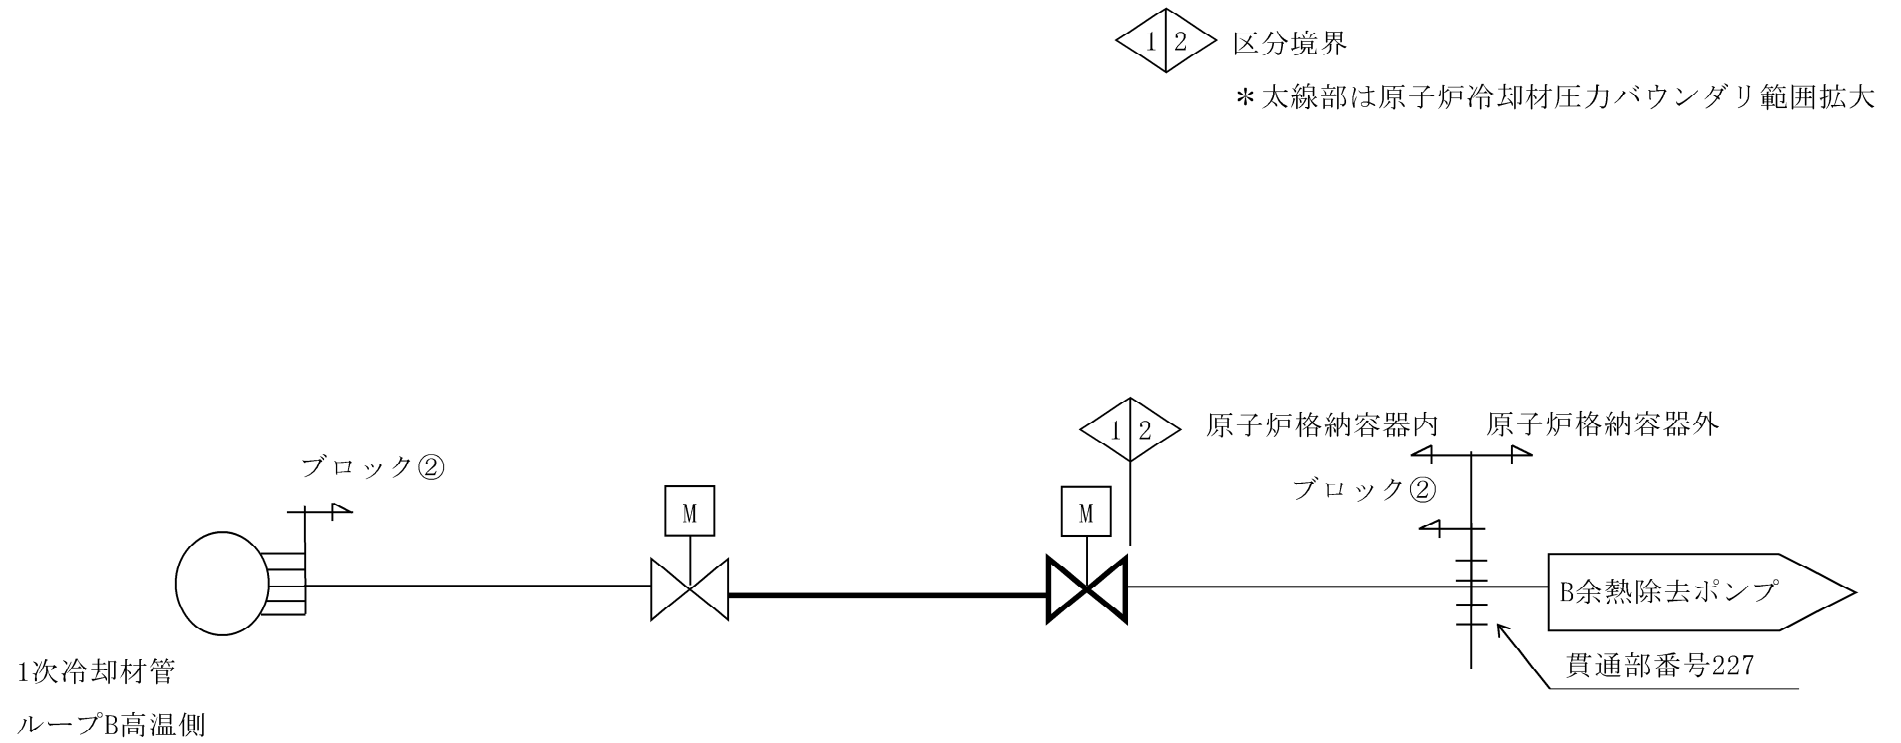 1 2 区分境界
＊太線部は原子炉冷却材圧力バウンダリ範囲拡大
1 2
原子炉格納容器内 原子炉格納容器外
ブロック②
ブロック②
M
M
B余熱除去ポンプ
貫通部番号227
1次冷却材管
ループB高温側